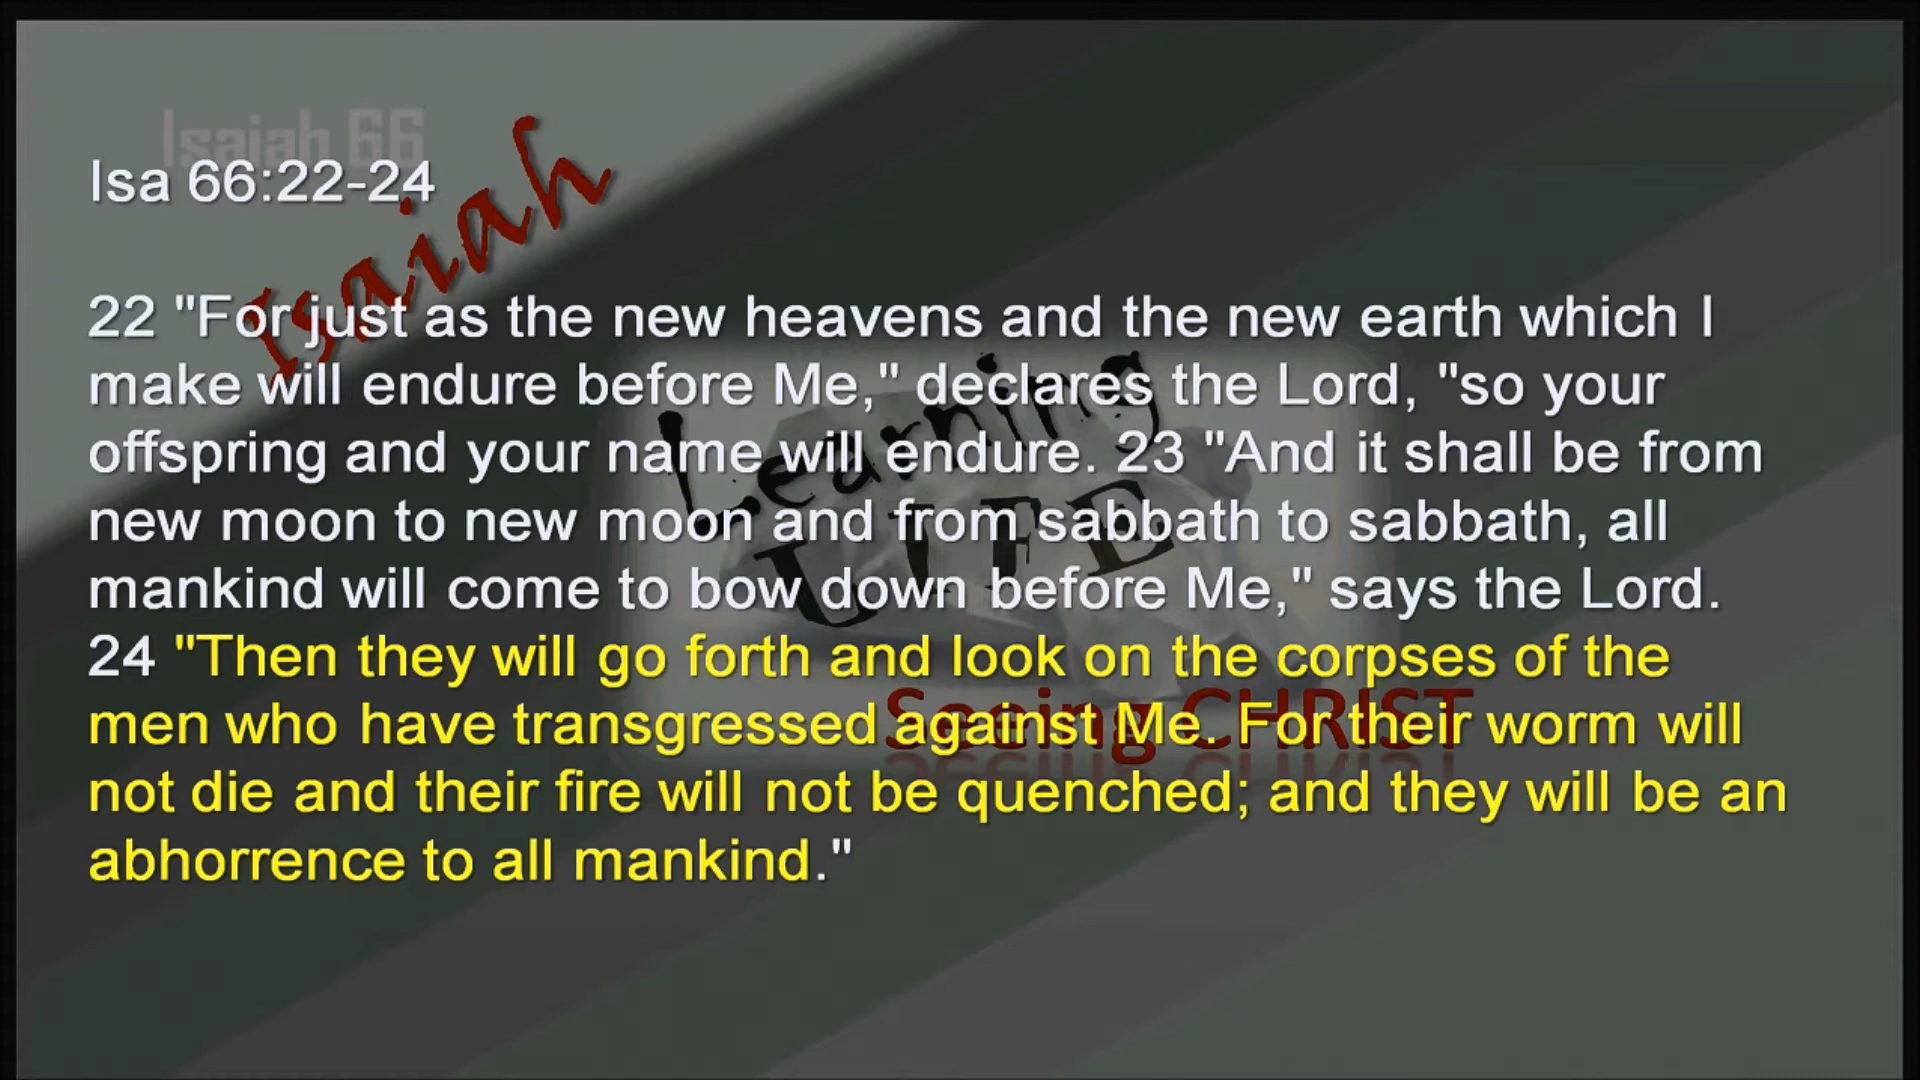 Isaiah 66
Isaiah
Isa 66:22-24
22 "For just as the new heavens and the new earth which I
make will endure before Me," declares the Lord, "so your
offspring and your name will endure. 23 "And it shall be from
new moon to new moon and from sabbath to sabbath, all
mankind will come to bow down before Me," says the Lord.
24 "Then they will go forth and look on the corpses of the
men who have transgressed against Me. For their worm will
not die and their fire will not be quenched; and they will be an
abhorrence to all mankind."
Learning
LIFE
Seeing CHRIST